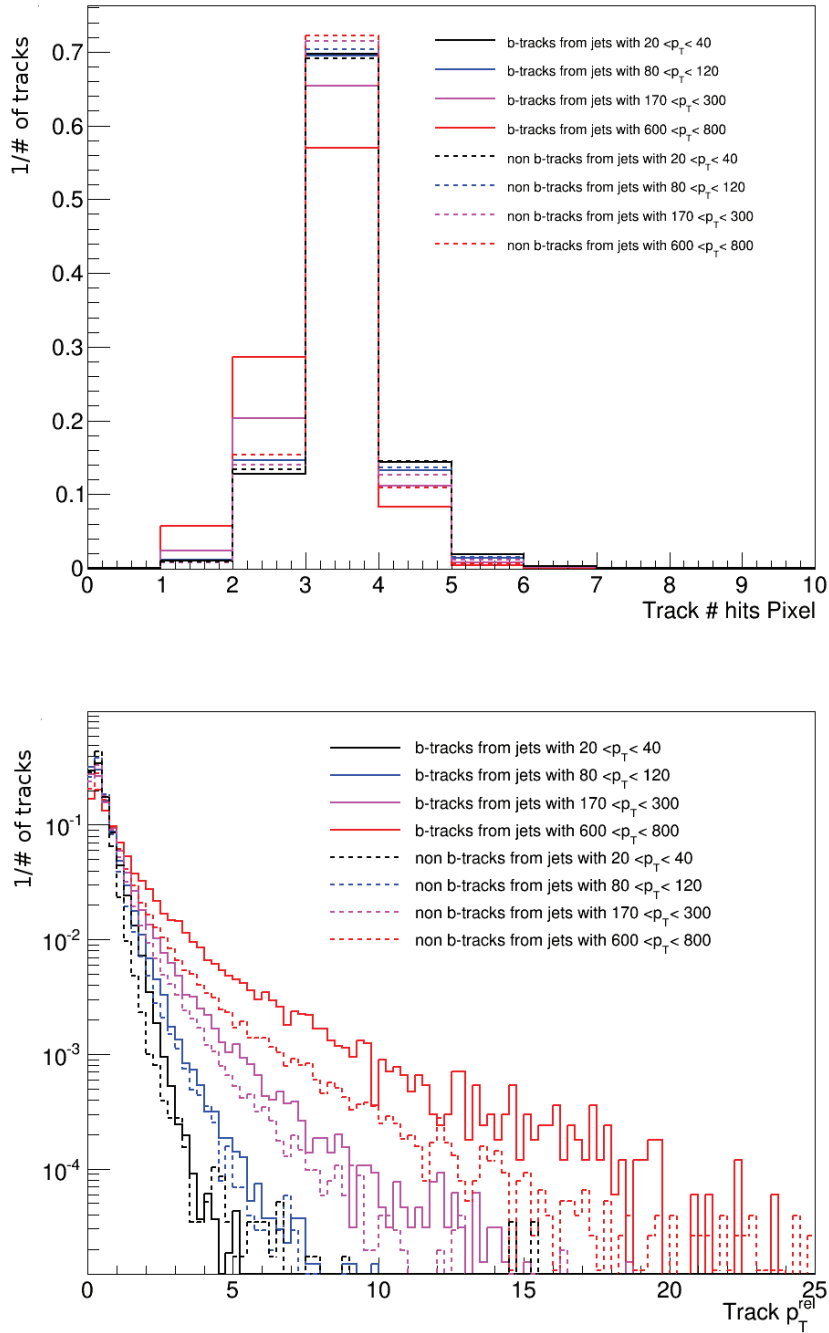 1/# of tracks
0.7
0.6
0.5
0.4
0.3
0.2
0.1
0
b-tracks from jets with 20 <p_T< 40
b-tracks from jets with 80 <p_T< 120
b-tracks from jets with 170 <p_T< 300
b-tracks from jets with 600 <p_T< 800
non b-tracks from jets with 20 <p_T< 40
non b-tracks from jets with 80 <p_T< 120
non b-tracks from jets with 170 <p_T< 300
non b-tracks from jets with 600 <p_T< 800
0 1 2 3 4 5 6 7 8 9 10
Track # hits Pixel
1/# of tracks
10^-1
10^-2
10^-3
10^-4
b-tracks from jets with 20 <p_T< 40
b-tracks from jets with 80 <p_T< 120
b-tracks from jets with 170 <p_T< 300
b-tracks from jets with 600 <p_T< 800
non b-tracks from jets with 20 <p_T< 40
non b-tracks from jets with 80 <p_T< 120
non b-tracks from jets with 170 <p_T< 300
non b-tracks from jets with 600 <p_T< 800
0 5 10 15 20 25
Track p_T^rel